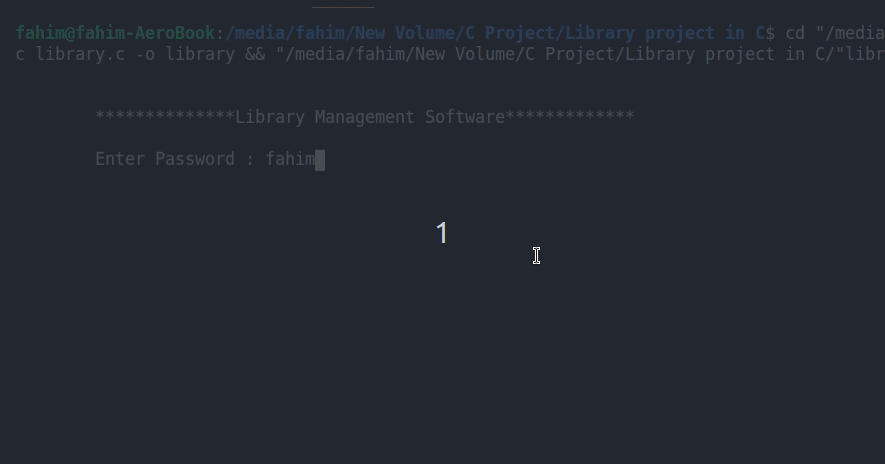 fahim@fahim-AeroBook:/media/fahim/New Volume/C Project/Library project in C$ cd "/media
c library.c -o library && "/media/fahim/New Volume/C Project/Library project in C/"libr
**************Library Management Software*************
Enter Password : fahim
1